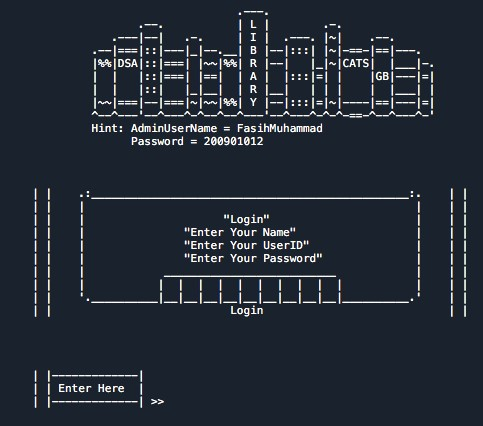 LIBRARY
DSA
CATS
GB
Hint: AdminUserName = FasihMuhammad
Password = 200901012
"Login"
"Enter Your Name"
"Enter Your UserID"
"Enter Your Password"
Login
Enter Here
>>